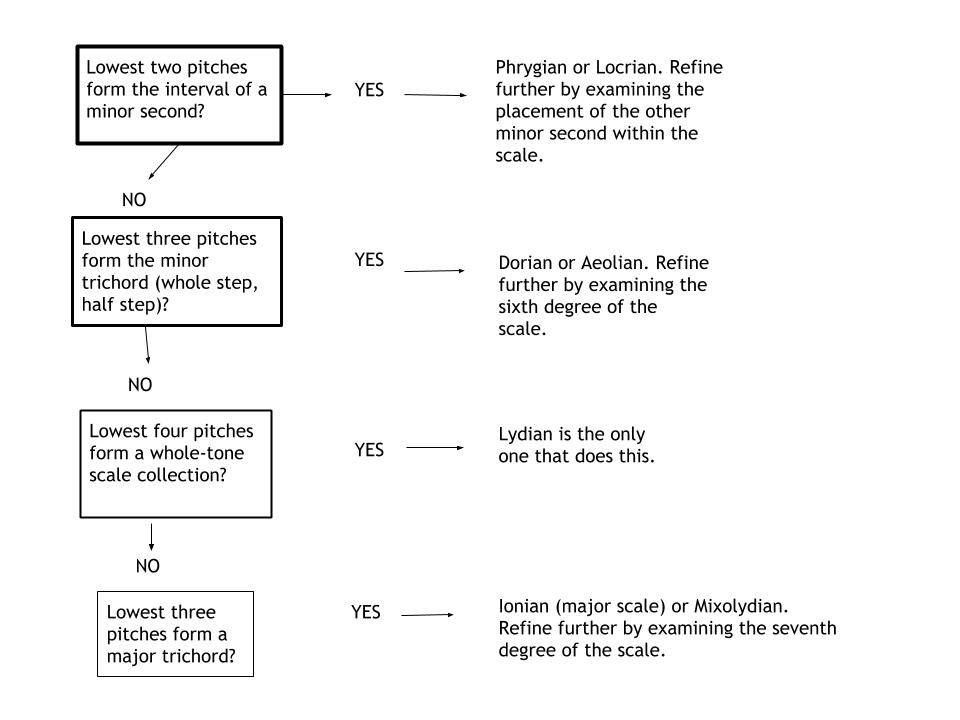 Lowest two pitches
form the interval of a
minor second?
YES
Phrygian or Locrian. Refine
further by examining the
placement of the other
minor second within the
scale.
NO
Lowest three pitches
form the minor
trichord (whole step,
half step)?
YES
Dorian or Aeolian. Refine
further by examining the
sixth degree of the
scale.
NO
Lowest four pitches
form a whole-tone
scale collection?
YES
Lydian is the only
one that does this.
NO
Lowest three
pitches form a
major trichord?
YES
Ionian (major scale) or Mixolydian.
Refine further by examining the seventh
degree of the scale.